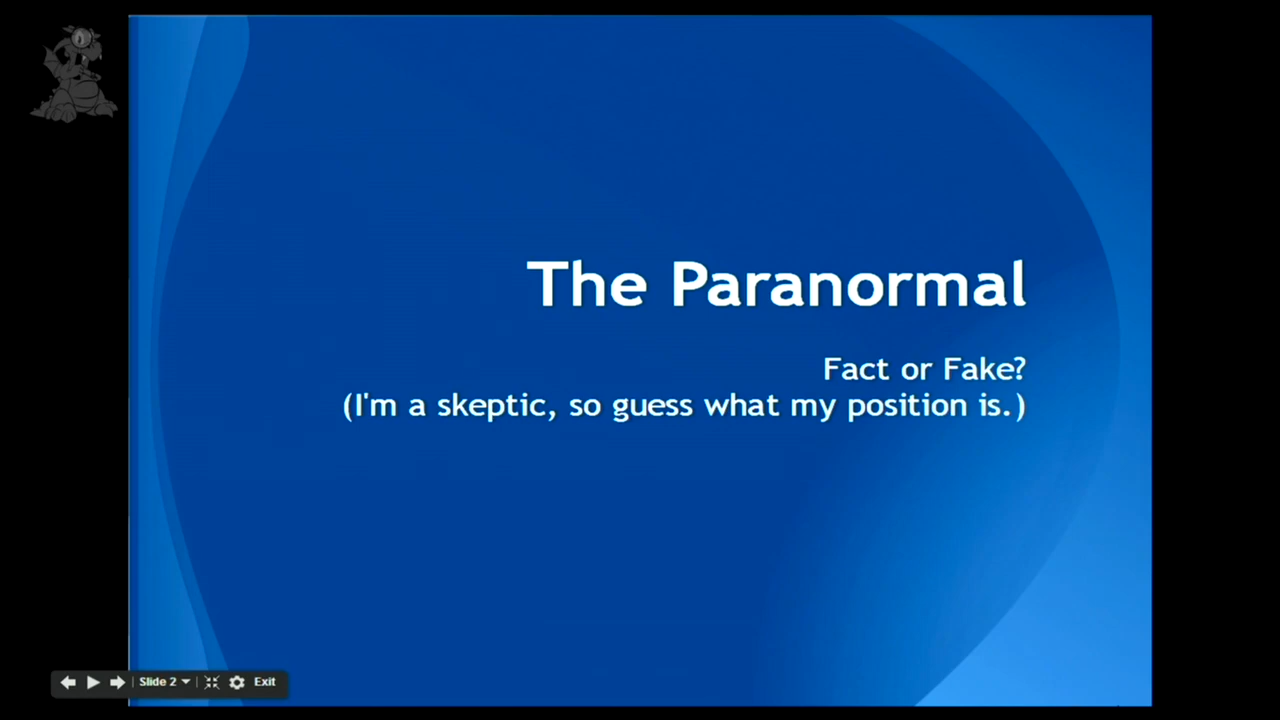 The Paranormal
Fact or Fake?
(I'm a skeptic, so guess what my position is.)
Slide 2
Exit